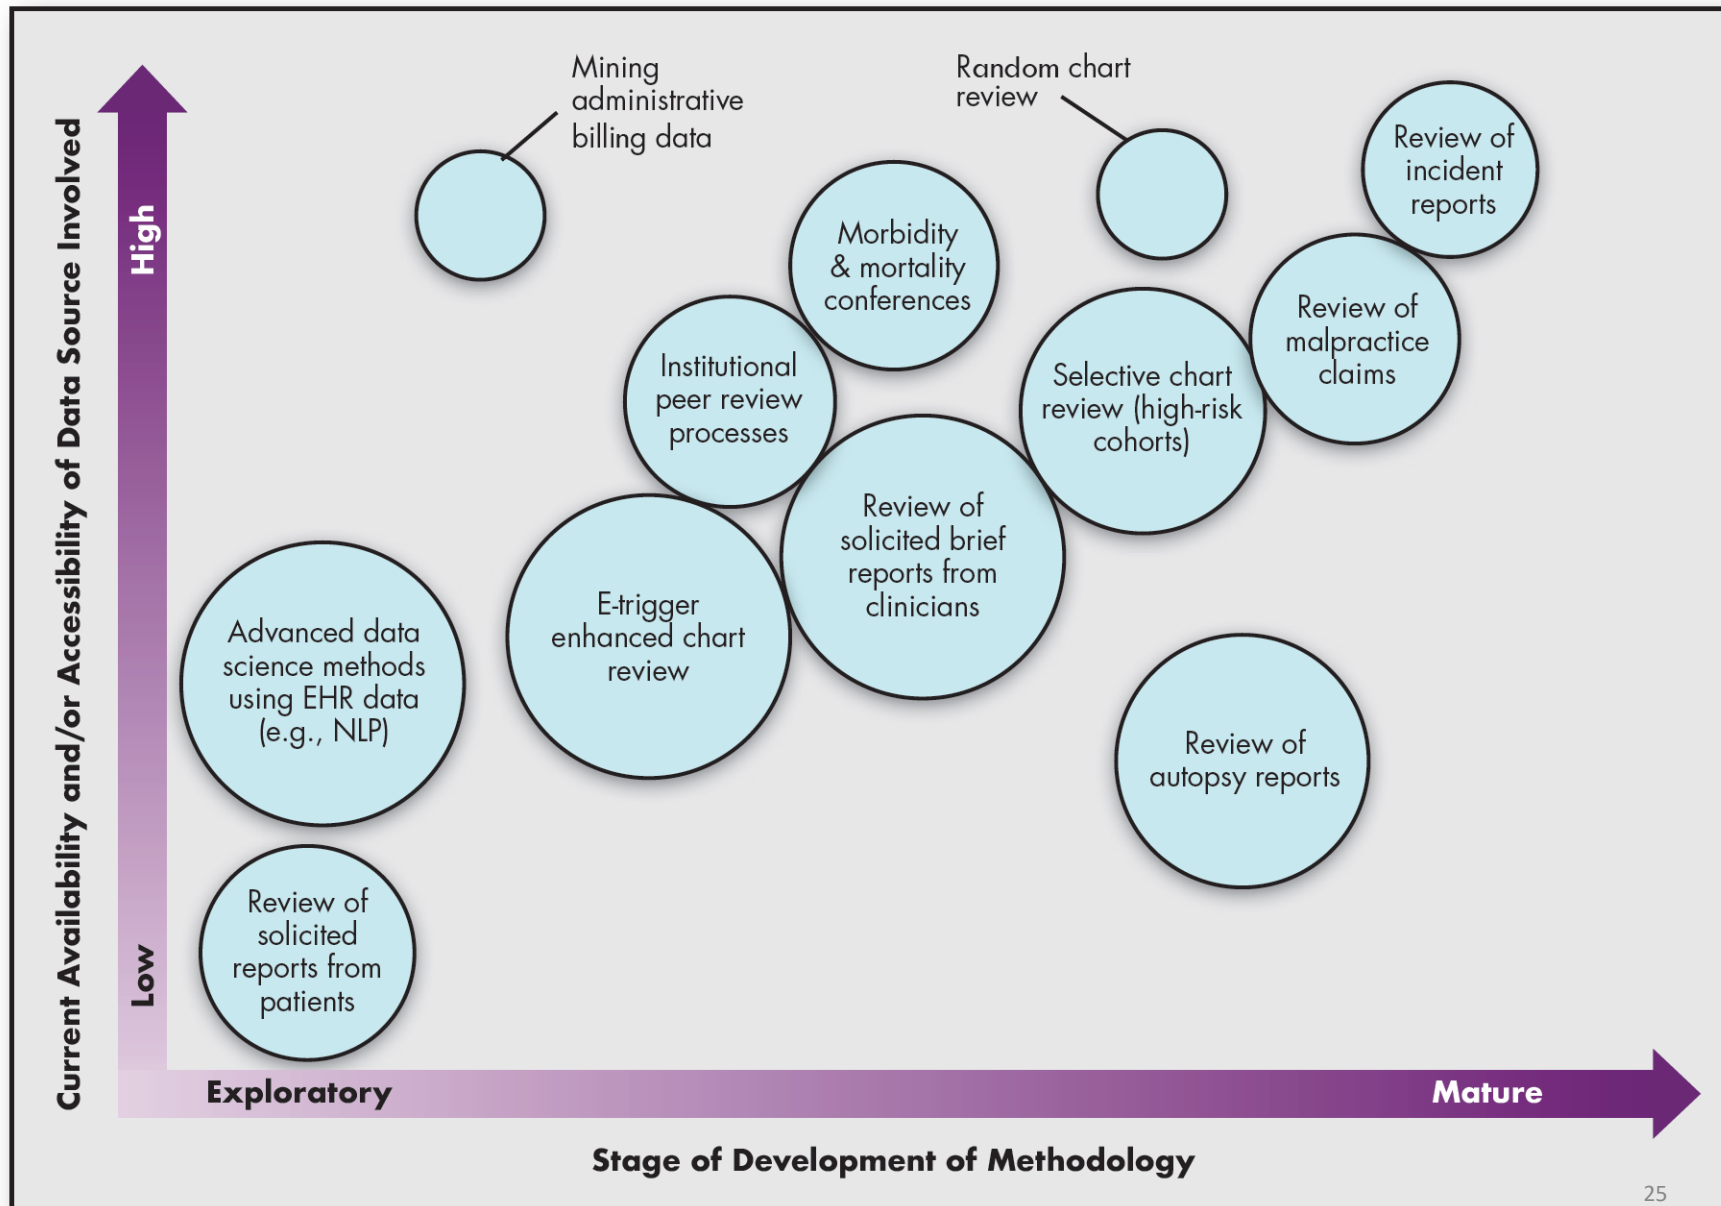 Mining
administrative
billing data
Random chart
review
Review of
incident
reports
Morbidity
& mortality
conferences
Review of
malpractice
claims
Institutional
peer review
processes
Selective chart
review (high-risk
cohorts)
Review of
solicited brief
reports from
clinicians
E-trigger
enhanced chart
review
Advanced data
science methods
using EHR data
(e.g., NLP)
Review of
autopsy reports
Review of
solicited
reports from
patients
Current Availability and/or Accessibility of Data Source Involved
High
Low
Exploratory
Mature
Stage of Development of Methodology
25